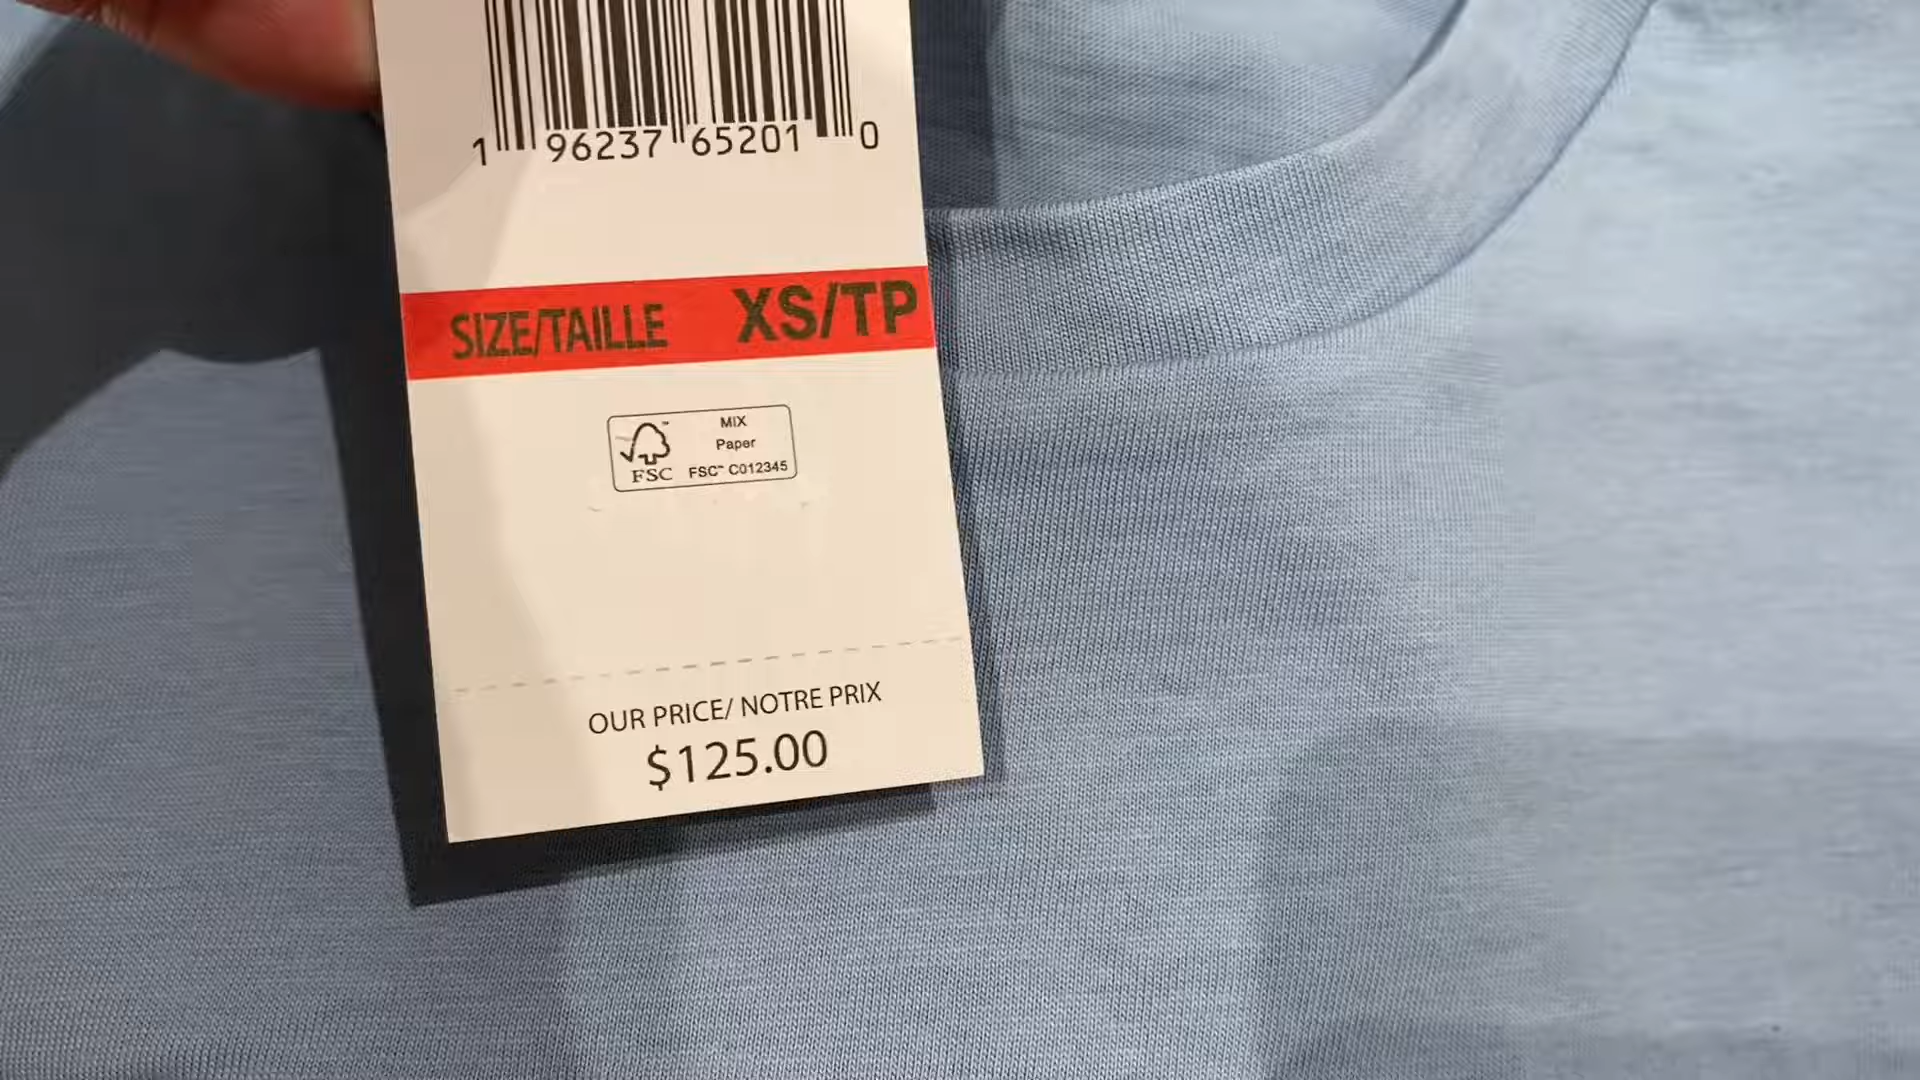 1 96237 65201 0
SIZE/TAILLE XS/TP
MIX
Paper
FSC™ C012345
FSC
OUR PRICE/ NOTRE PRIX
$125.00